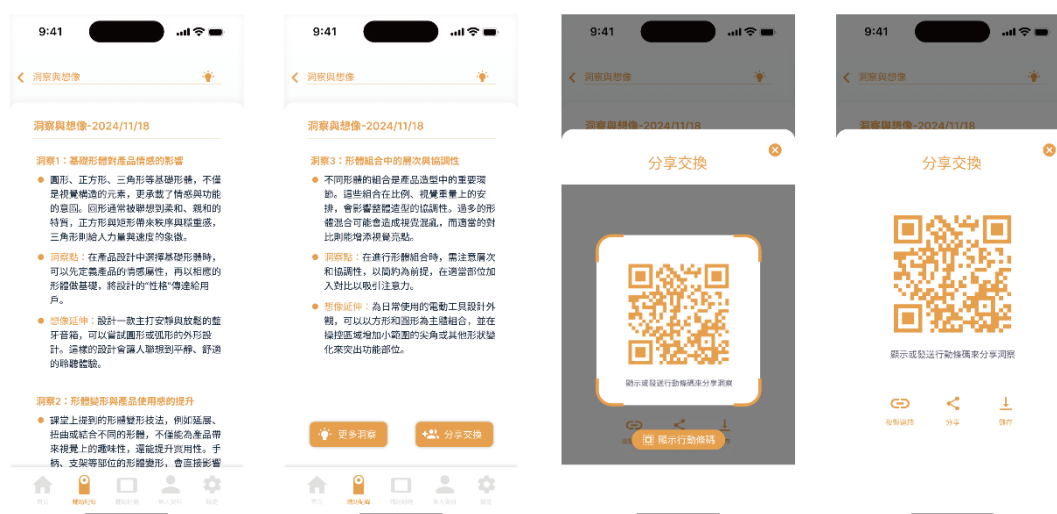 9:41
洞察與想像
洞察與想像-2024/11/18
洞察1：基礎形體對產品情感的影響
圓形、正方形、三角形等基礎形體，不僅
是視覺構造的元素，更承載了情感與功能
的意圖。圓形通常被聯想到柔和、親和的
特質，正方形與矩形帶來秩序與穩重感，
三角形則給人力量與速度的象徵。
洞察點：在產品設計中選擇基礎形體時，
可以先定義產品的情感屬性，再以相應的
形體做基礎，將設計的"性格"傳達給用
戶。
想像延伸：設計一款主打安靜與放鬆的藍
牙音箱，可以嘗試圓形或弧形的外形設
計。這樣的設計會讓人聯想到平靜、舒適
的聆聽體驗。
洞察2：形體變形與產品使用感的提升
課堂上提到的形體變形技法，例如延展、
扭曲或結合不同的形體，不僅能為產品帶
來視覺上的趣味性，還能提升實用性。手
柄、支架等部位的形體變形，會直接影響
9:41
洞察與想像
洞察與想像-2024/11/18
洞察3：形體組合中的層次與協調性
不同形體的組合是產品造型中的重要環
節。這些組合在比例、視覺重量上的安
排，會影響整體造型的協調性。過多的形
體混合可能會造成視覺混亂，而適當的對
比則能增添視覺亮點。
洞察點：在進行形體組合時，需注意層次
和協調性，以簡約為前提，在適當部位加
入對比以吸引注意力。
想像延伸：為日常使用的電動工具設計外
觀，可以以方形和圓形為主體組合，並在
操控區域增加小範圍的尖角或其他形狀變
化來突出功能部位。
更多洞察
分享交換
9:41
洞察與想像
洞察與想像-2024/11/18
分享交換
顯示或發送行動條碼來分享洞察
顯示行動條碼
9:41
洞察與想像
洞察與想像-2024/11/18
分享交換
顯示或發送行動條碼來分享洞察
複製連結
分享
儲存